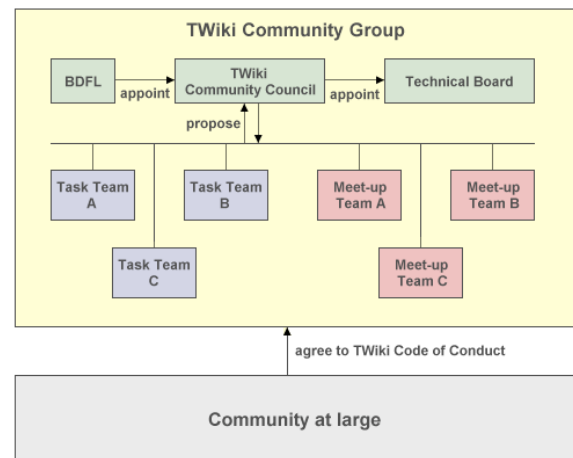 TWiki Community Group
BDFL
appoint
TWiki
Community Council
appoint
Technical Board
propose
Task Team
A
Task Team
B
Meet-up
Team A
Meet-up
Team B
Task Team
C
Meet-up
Team C
agree to TWiki Code of Conduct
Community at large